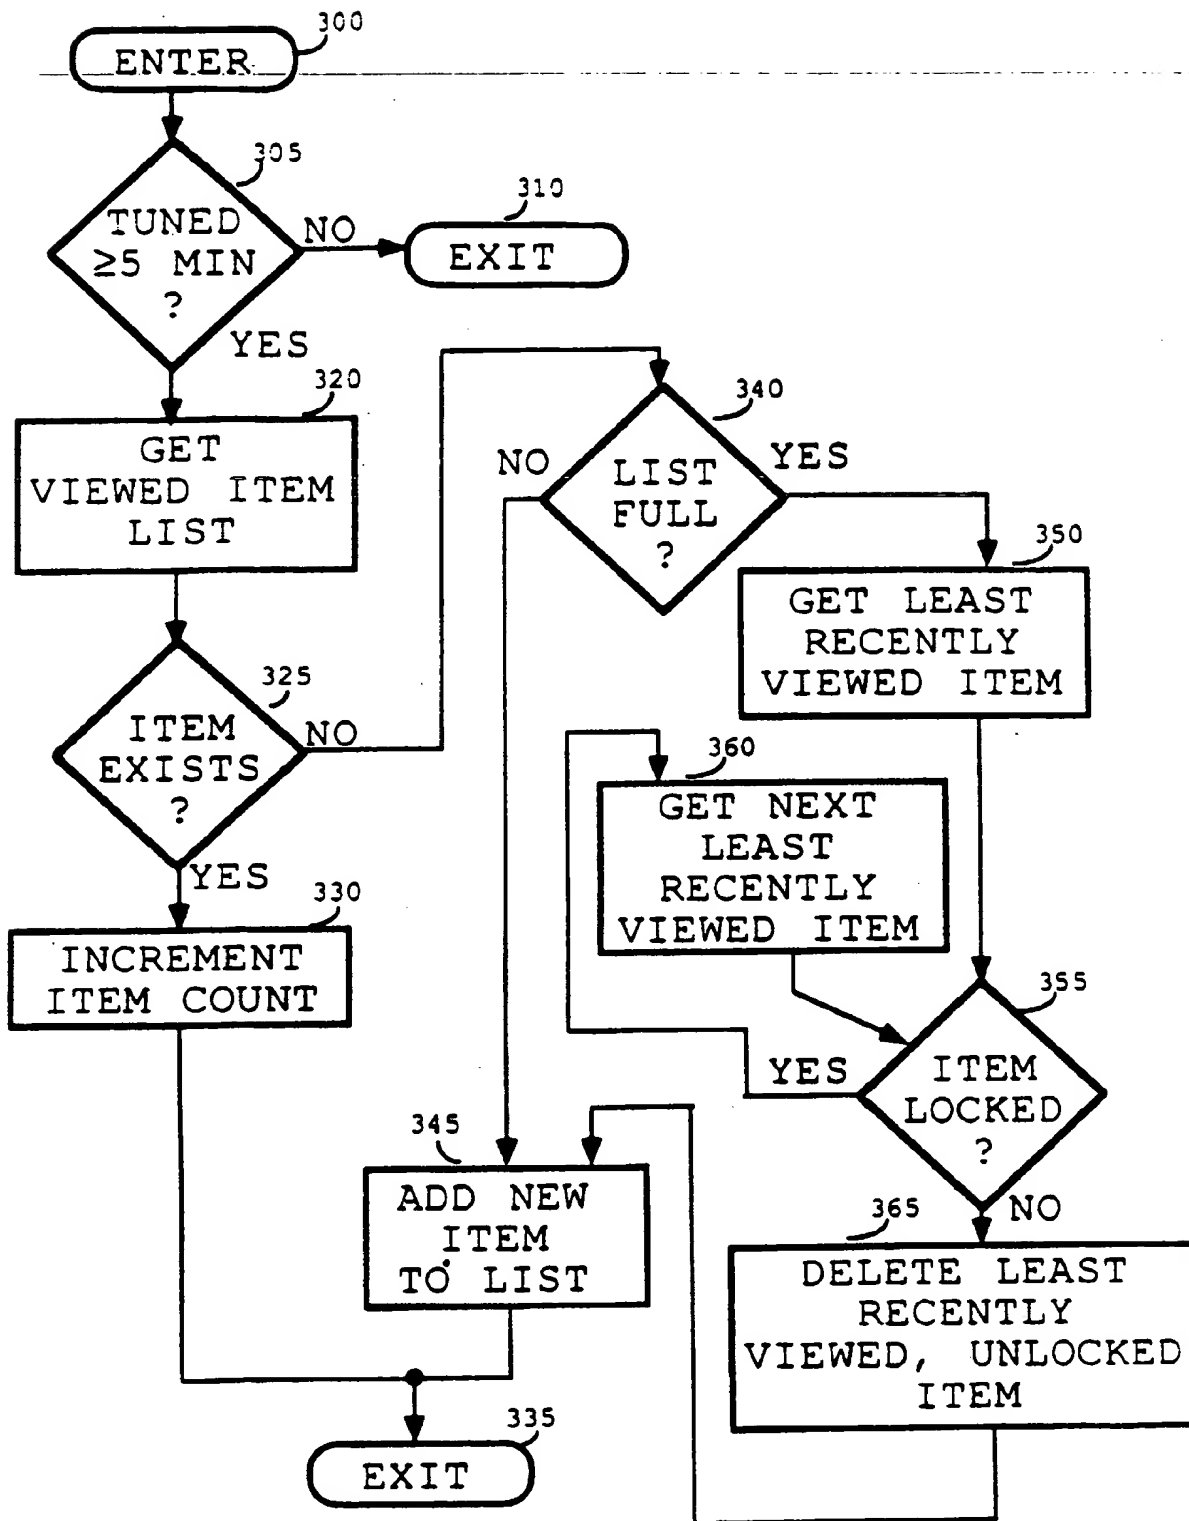 300
ENTER
305
TUNED
≥5 MIN
?
NO
310
EXIT
YES
320
GET
VIEWED ITEM
LIST
325
ITEM
EXISTS
?
NO
YES
330
INCREMENT
ITEM COUNT
340
LIST
FULL
?
NO
YES
350
GET LEAST
RECENTLY
VIEWED ITEM
360
GET NEXT
LEAST
RECENTLY
VIEWED ITEM
355
ITEM
LOCKED
?
YES
NO
345
ADD NEW
ITEM
TO LIST
365
DELETE LEAST
RECENTLY
VIEWED, UNLOCKED
ITEM
335
EXIT